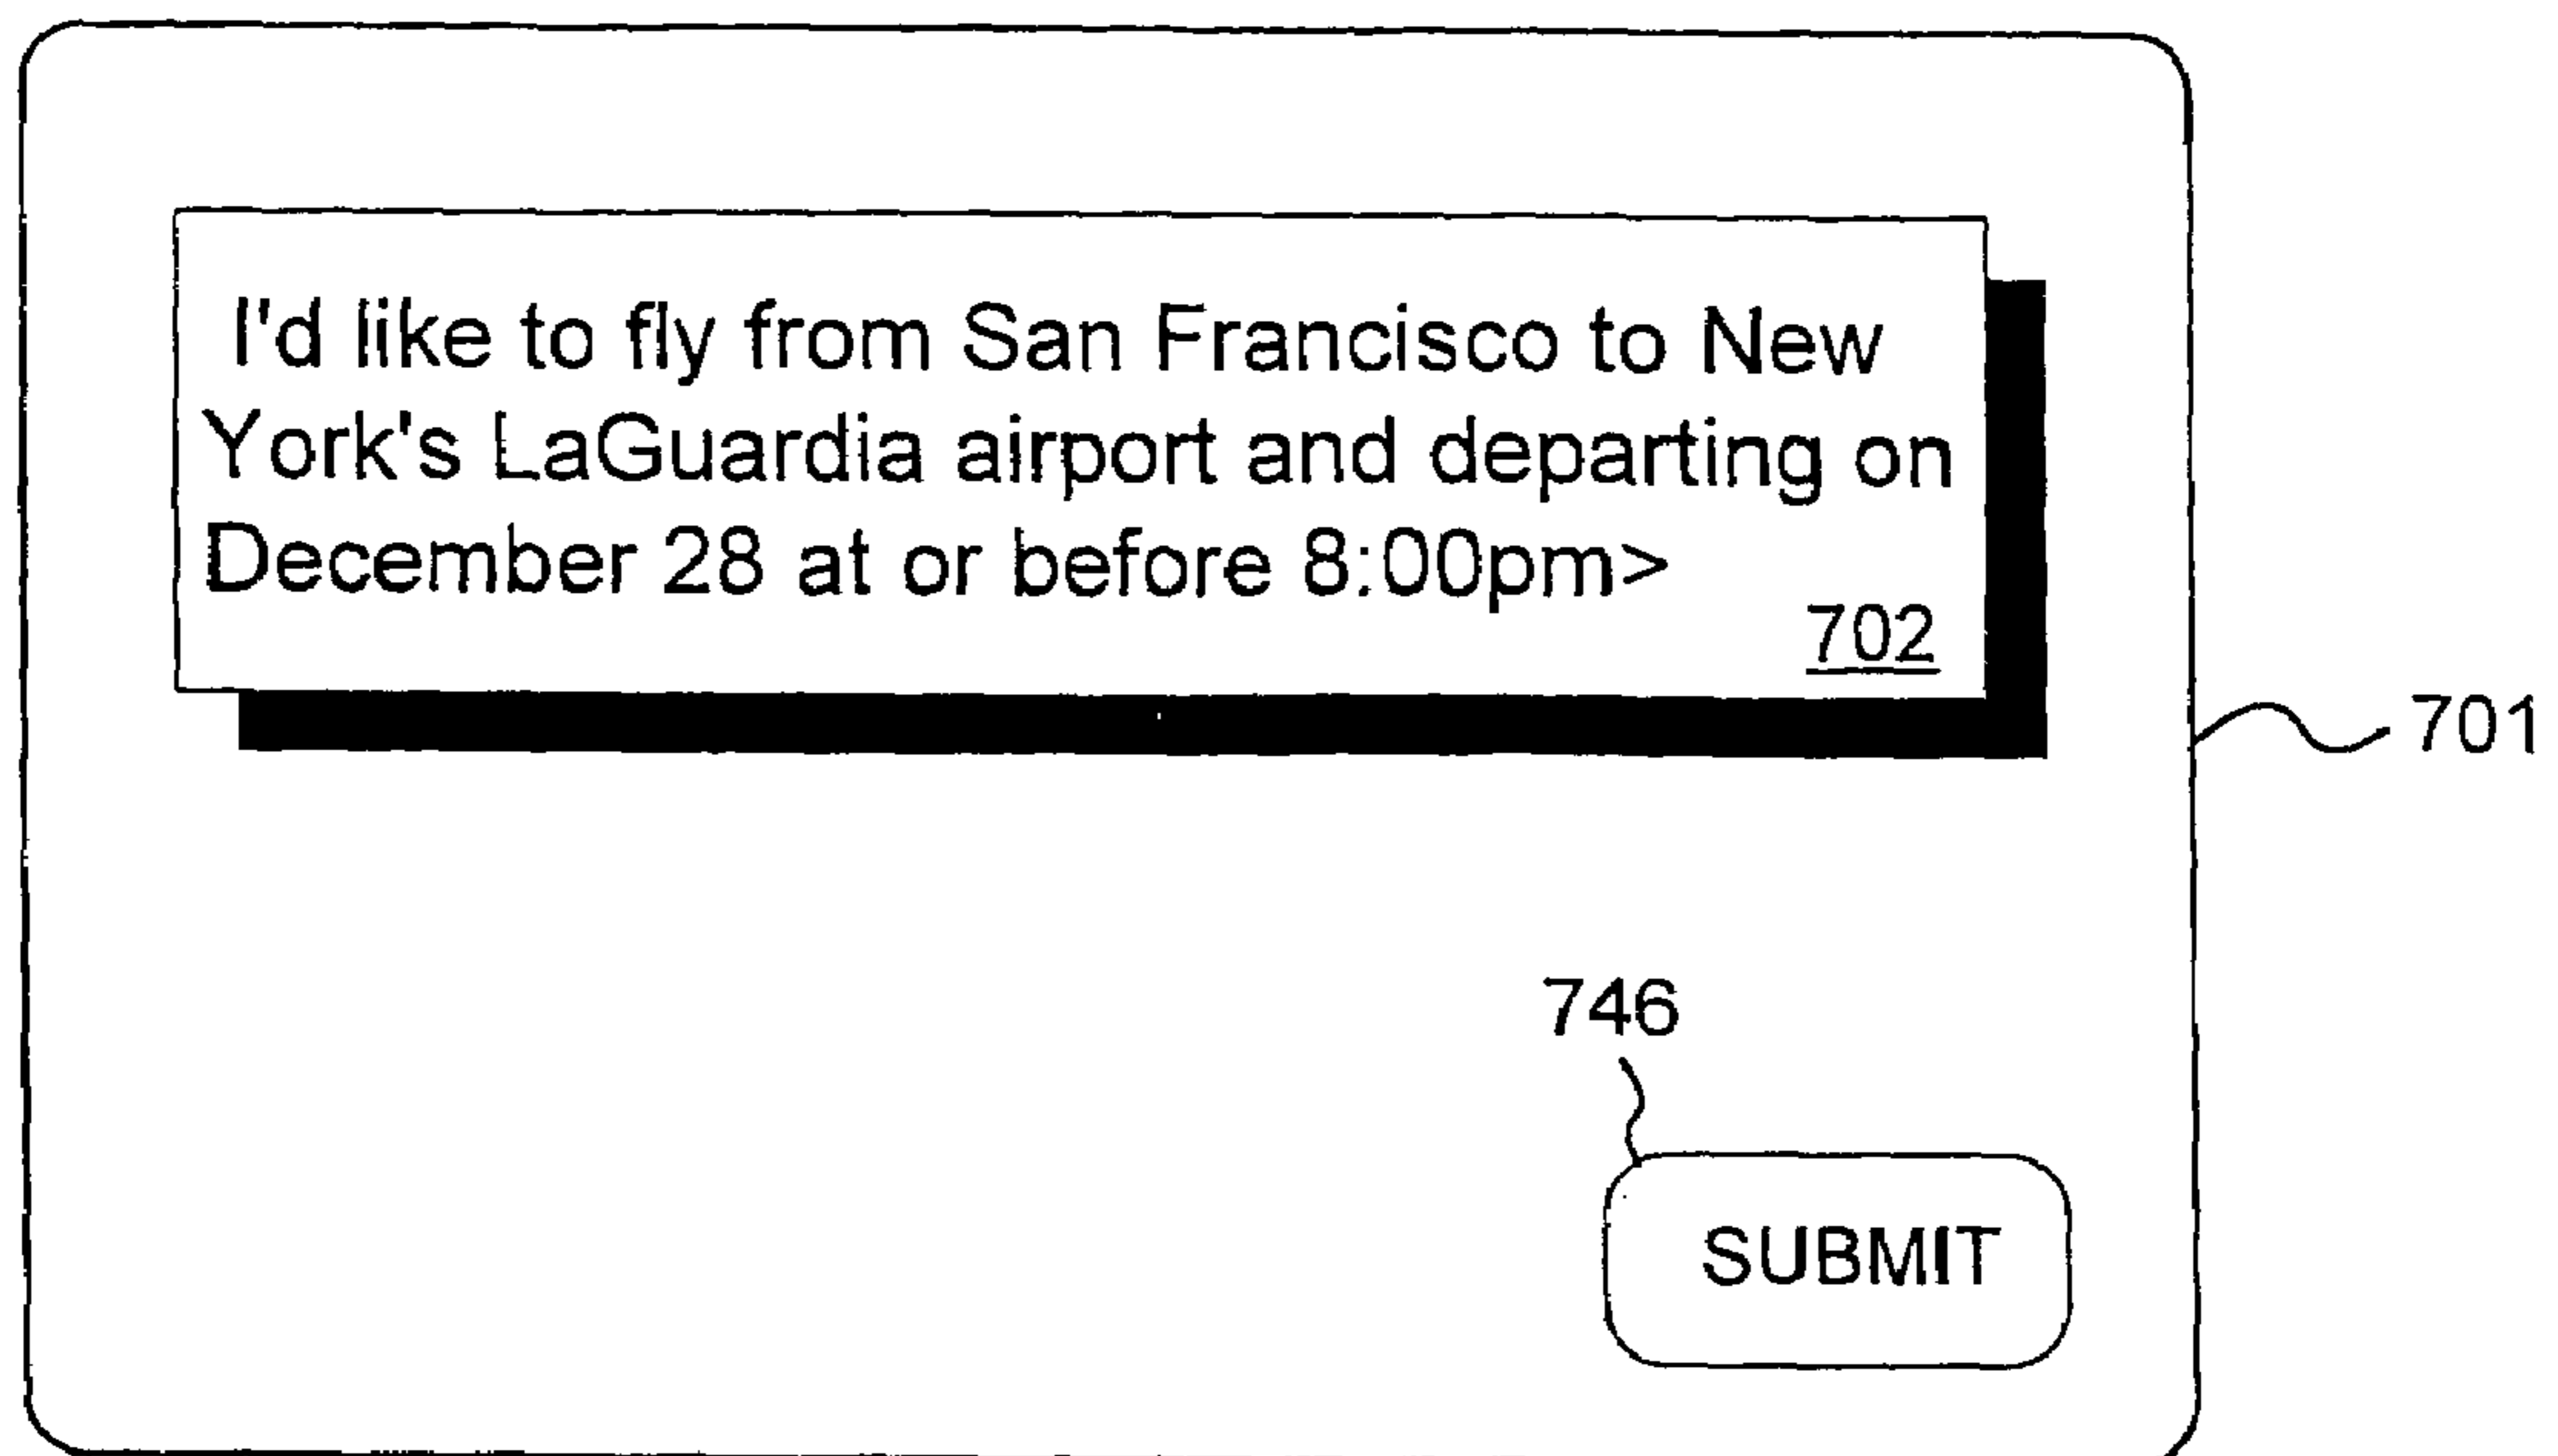 I'd like to fly from San Francisco to New
York's LaGuardia airport and departing on
December 28 at or before 8:00pm>
702
701
746
SUBMIT